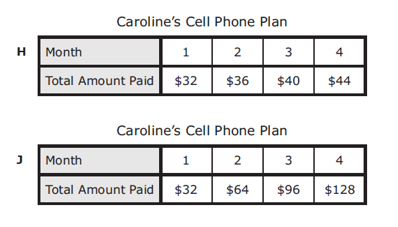 Caroline's Cell Phone Plan
H Month 1 2 3 4
Total Amount Paid $32 $36 $40 $44
Caroline's Cell Phone Plan
J Month 1 2 3 4
Total Amount Paid $32 $64 $96 $128